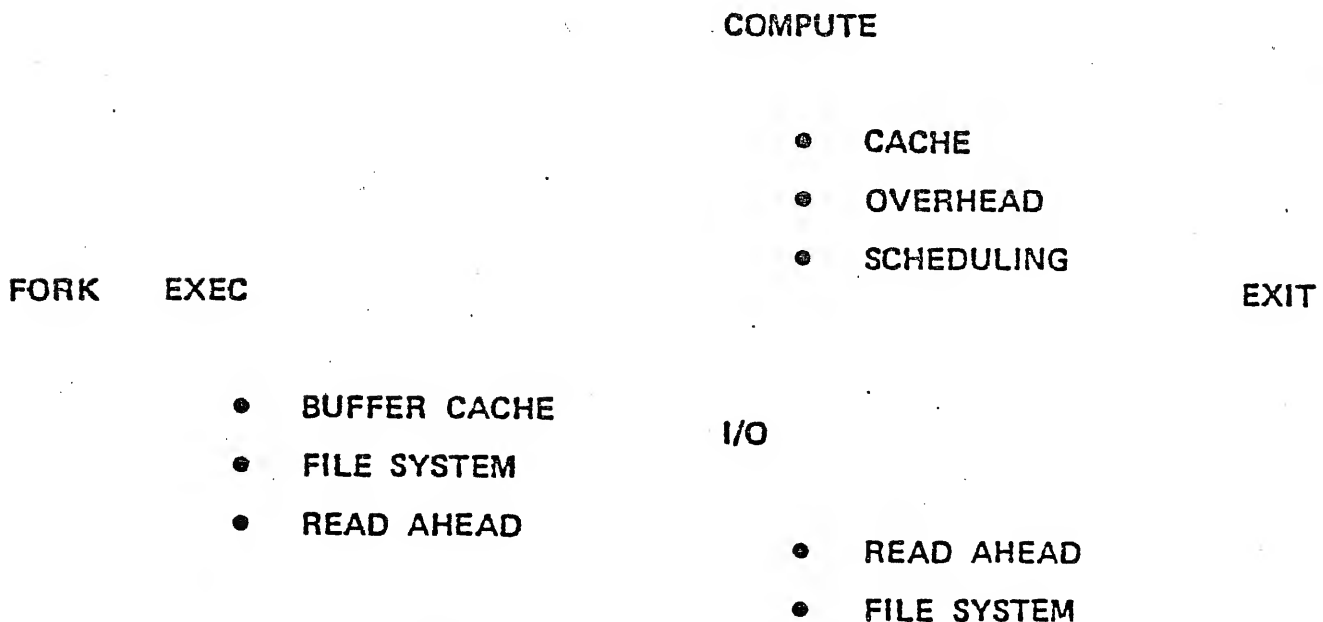 COMPUTE
• CACHE
• OVERHEAD
• SCHEDULING
FORK EXEC
EXIT
• BUFFER CACHE
• FILE SYSTEM
• READ AHEAD
I/O
• READ AHEAD
• FILE SYSTEM